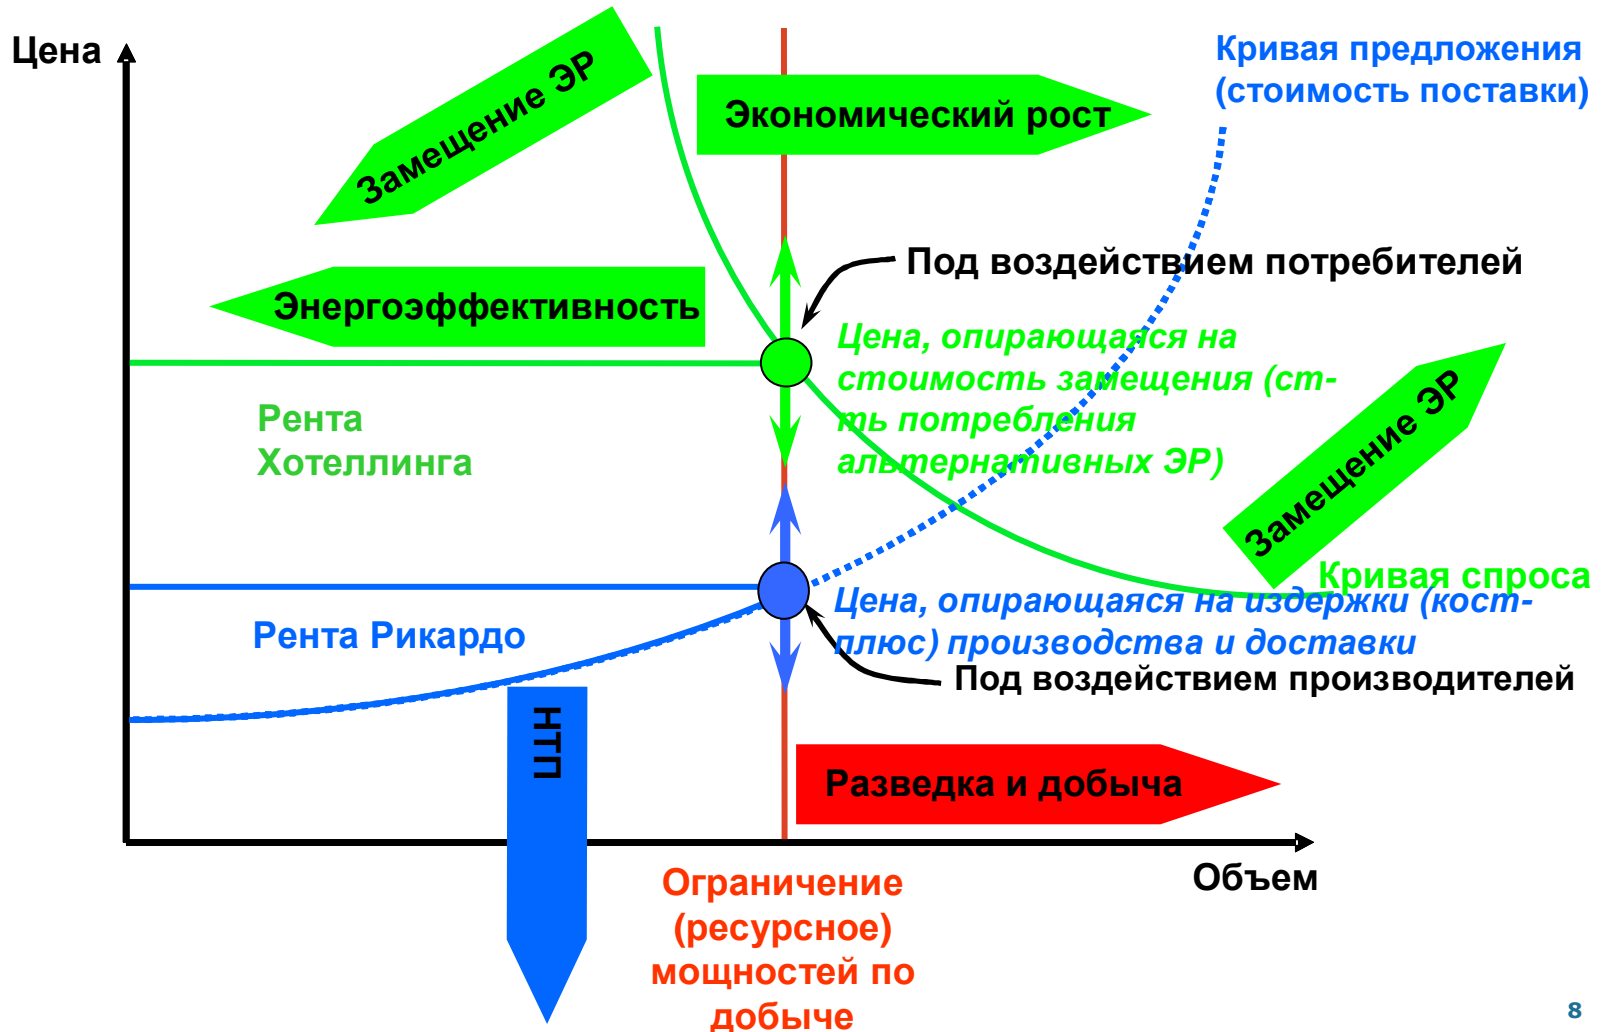 Цена
Замещение ЭР
Экономический рост
Кривая предложения
(стоимость поставки)
Под воздействием потребителей
Энергоэффективность
Цена, опирающаяся на
стоимость замещения (ст-
ть потребления
альтернативных ЭР)
Замещение ЭР
Рента
Хотеллинга
Кривая спроса
Цена, опирающаяся на издержки (кост-
плюс) производства и доставки
Рента Рикардо
Под воздействием производителей
НТП
Разведка и добыча
Объем
Ограничение
(ресурсное)
мощностей по
добыче
8